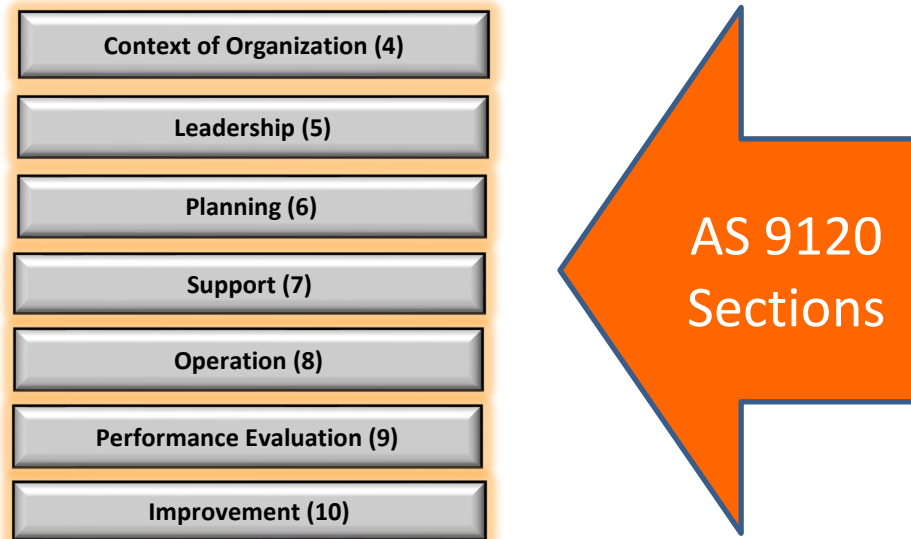 Context of Organization (4)
Leadership (5)
Planning (6)
Support (7)
Operation (8)
Performance Evaluation (9)
Improvement (10)
AS 9120
Sections